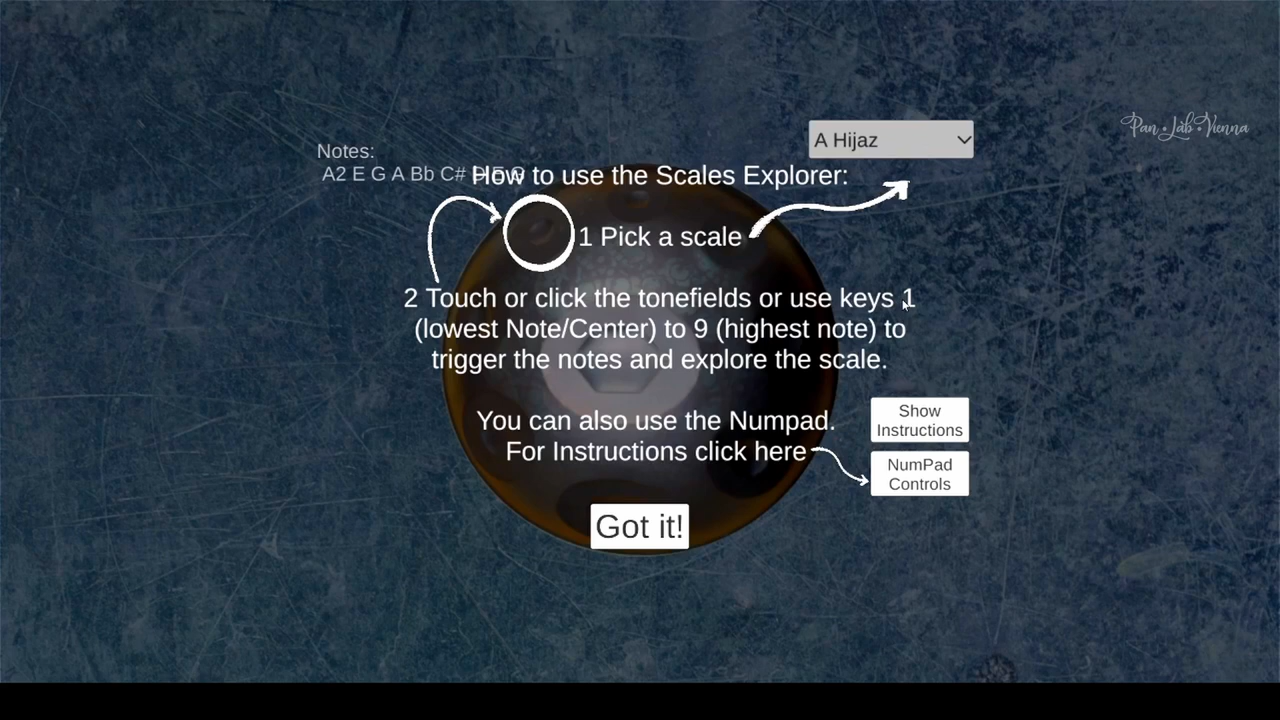 A Hijaz
Pan•Lab•Vienna
Notes:
A2 E G A Bb C# D E G
How to use the Scales Explorer:
1 Pick a scale
2 Touch or click the tonefields or use keys 1
(lowest Note/Center) to 9 (highest note) to
trigger the notes and explore the scale.
You can also use the Numpad.
For Instructions click here
Show
Instructions
NumPad
Controls
Got it!